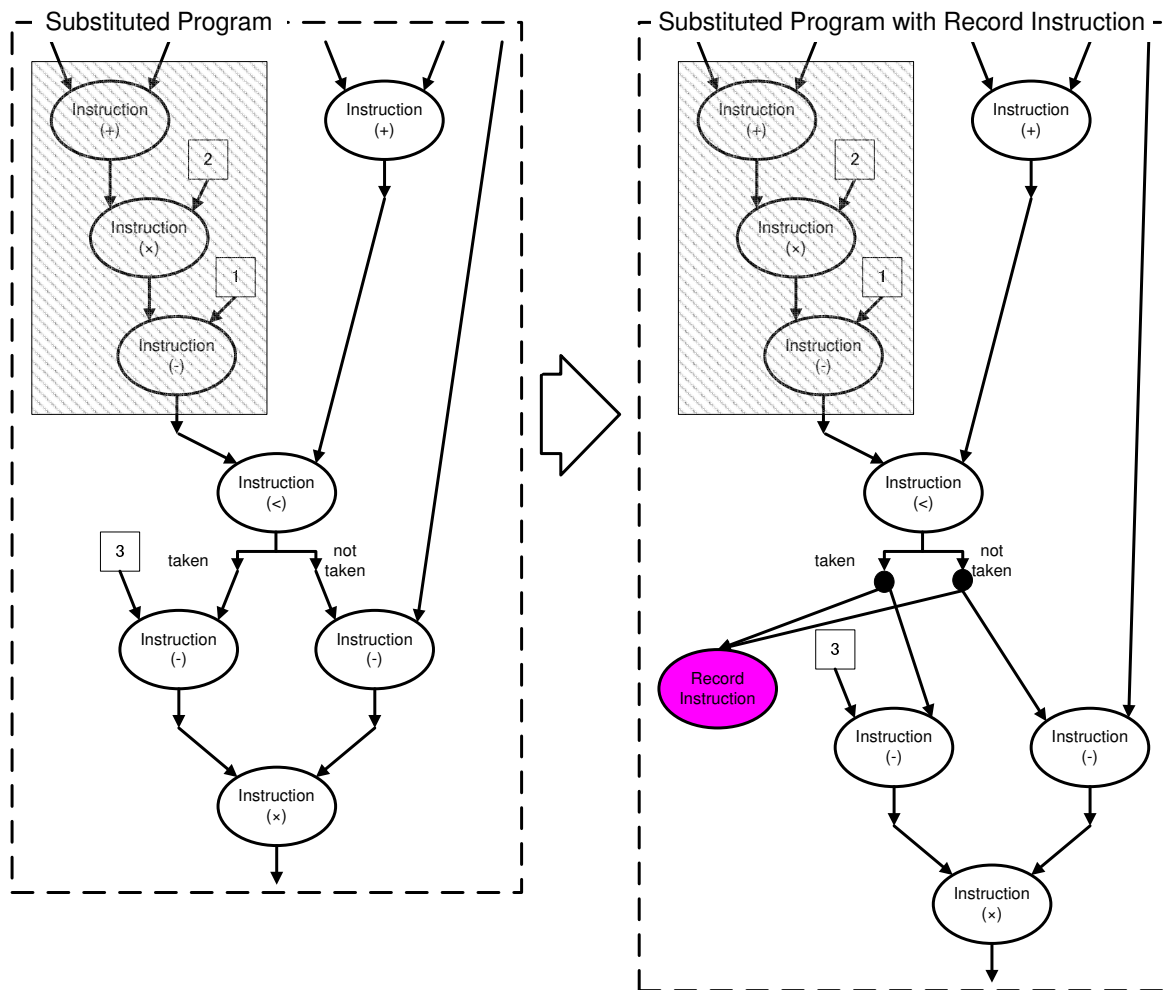 Substituted Program
Instruction
(+)
Instruction
(+)
2
Instruction
(×)
1
Instruction
(-)
Instruction
(<)
3
taken
not
taken
Instruction
(-)
Instruction
(-)
Instruction
(×)
Substituted Program with Record Instruction
Instruction
(+)
Instruction
(+)
2
Instruction
(×)
1
Instruction
(-)
Instruction
(<)
taken
not
taken
3
Record
Instruction
Instruction
(-)
Instruction
(-)
Instruction
(×)